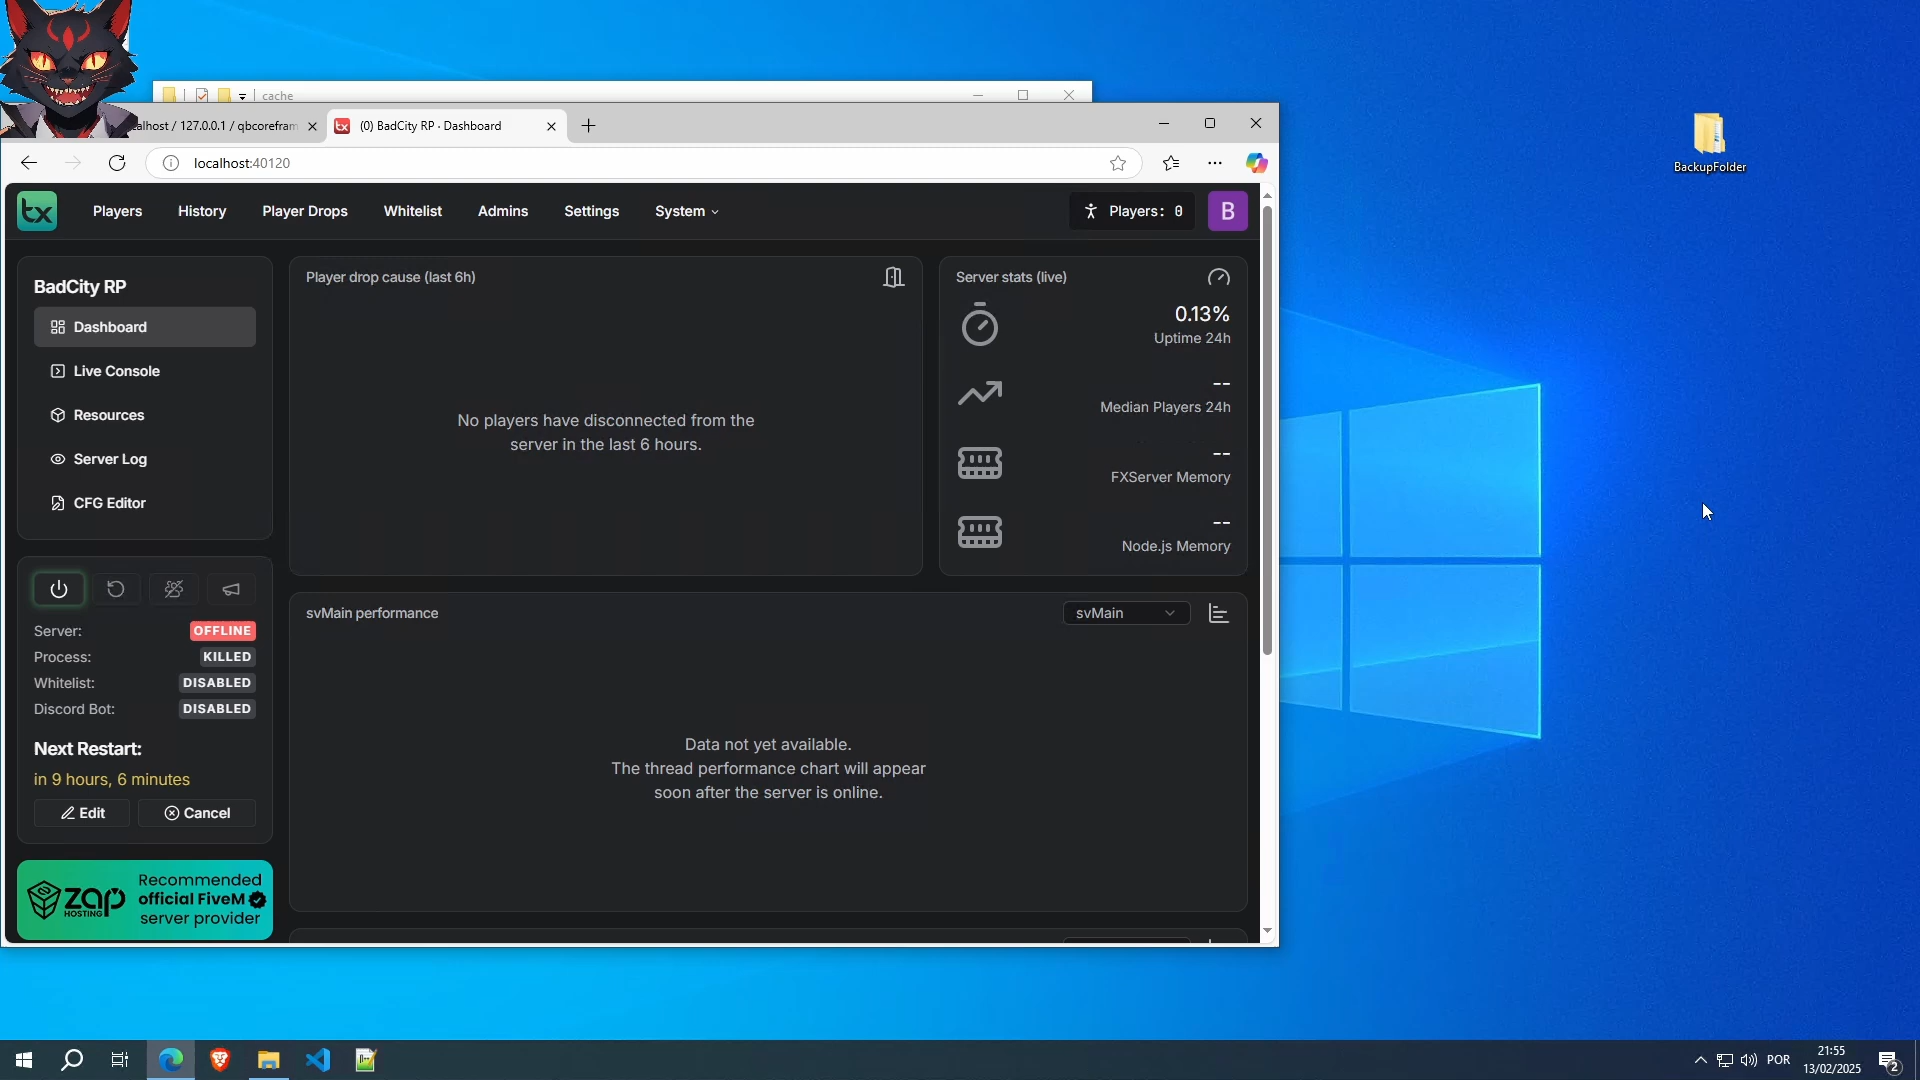 cache
alhost / 127.0.0.1 / qbcorefram
(0) BadCity RP - Dashboard
localhost:40120
BackupFolder
tx
Players
History
Player Drops
Whitelist
Admins
Settings
System
Players: 0
B
BadCity RP
Dashboard
Live Console
Resources
Server Log
CFG Editor
Player drop cause (last 6h)
No players have disconnected from the
server in the last 6 hours.
Server stats (live)
0.13%
Uptime 24h
--
Median Players 24h
--
FXServer Memory
--
Node.js Memory
Server: OFFLINE
Process: KILLED
Whitelist: DISABLED
Discord Bot: DISABLED
Next Restart:
in 9 hours, 6 minutes
Edit
Cancel
svMain performance
svMain
Data not yet available.
The thread performance chart will appear
soon after the server is online.
ZAP HOSTING
Recommended
official FiveM
server provider
POR
21:55
13/02/2025
2